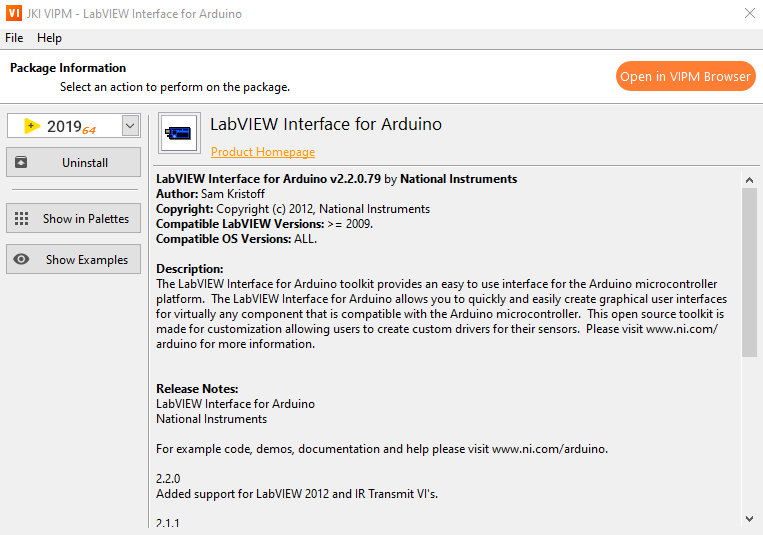 VI JKI VIPM - LabVIEW Interface for Arduino
File Help
Package Information
Select an action to perform on the package.
Open in VIPM Browser
2019 64
Uninstall
Show in Palettes
Show Examples
LabVIEW Interface for Arduino
Product Homepage
LabVIEW Interface for Arduino v2.2.0.79 by National Instruments
Author: Sam Kristoff
Copyright: Copyright (c) 2012, National Instruments
Compatible LabVIEW Versions: >= 2009.
Compatible OS Versions: ALL.
Description:
The LabVIEW Interface for Arduino toolkit provides an easy to use interface for the Arduino microcontroller
platform.  The LabVIEW Interface for Arduino allows you to quickly and easily create graphical user interfaces
for virtually any component that is compatible with the Arduino microcontroller.  This open source toolkit is
made for customization allowing users to create custom drivers for their sensors.  Please visit www.ni.com/
arduino for more information.
Release Notes:
LabVIEW Interface for Arduino
National Instruments
For example code, demos, documentation and help please visit www.ni.com/arduino.
2.2.0
Added support for LabVIEW 2012 and IR Transmit VI's.
2.1.1